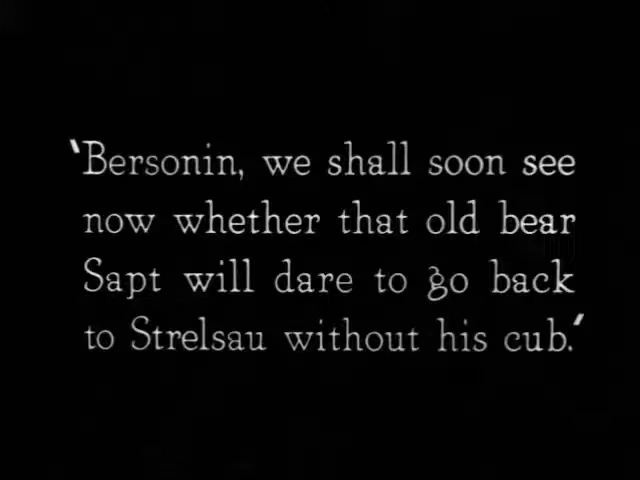 ‘Bersonin, we shall soon see
now whether that old bear
Sapt will dare to go back
to Strelsau without his cub.’